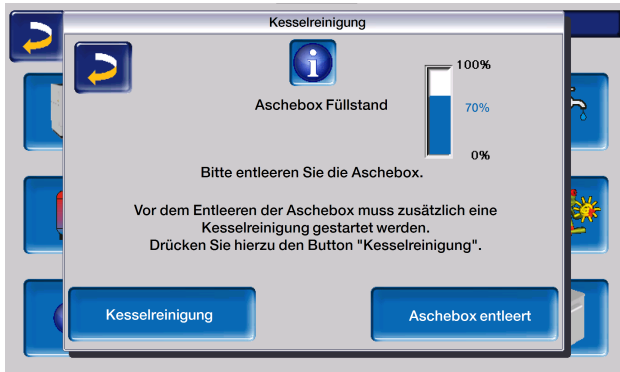 Kesselreinigung
i
Aschebox Füllstand
100%
70%
0%
Bitte entleeren Sie die Aschebox.
Vor dem Entleeren der Aschebox muss zusätzlich eine
Kesselreinigung gestartet werden.
Drücken Sie hierzu den Button "Kesselreinigung".
Kesselreinigung
Aschebox entleert